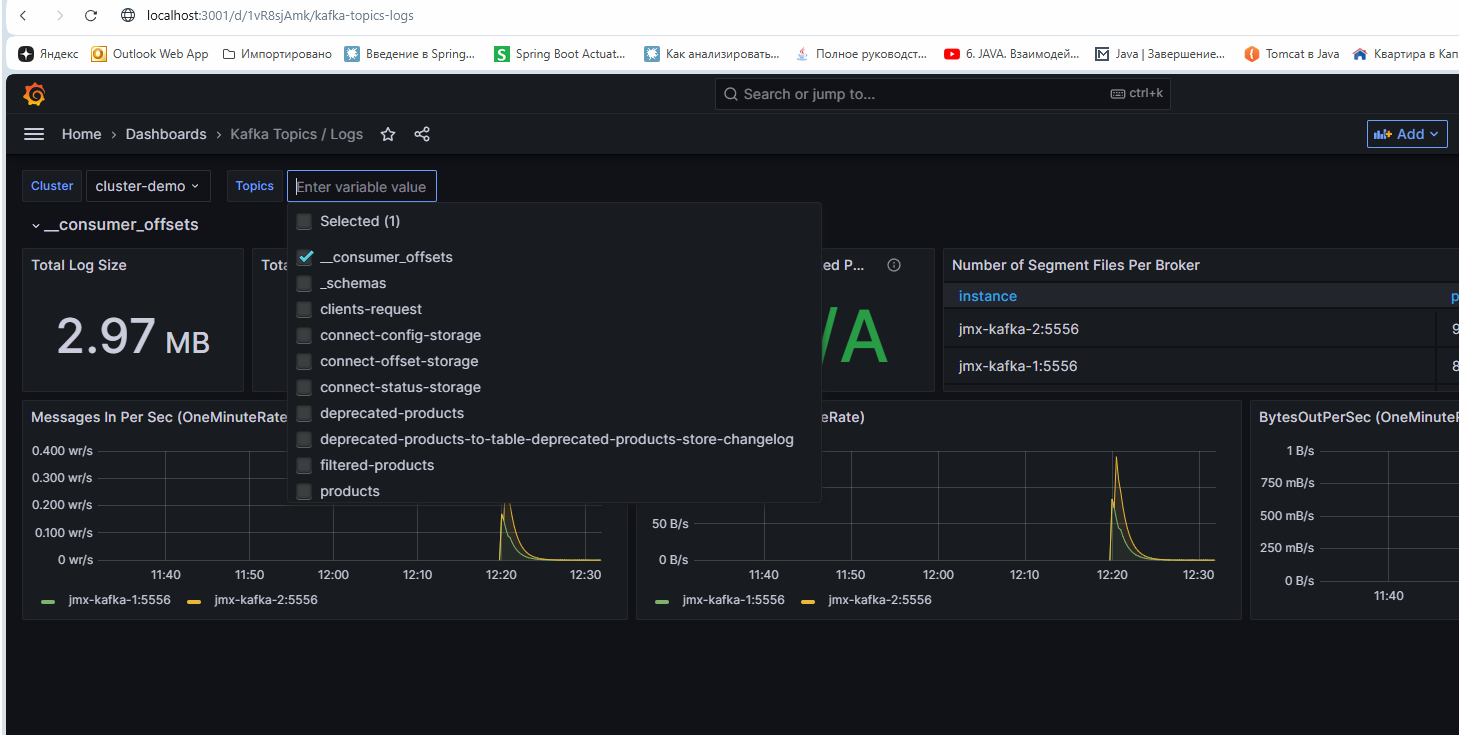 localhost:3001/d/1vR8sjAmk/kafka-topics-logs
Яндекс Outlook Web App Импортировано Введение в Spring... Spring Boot Actuat... Как анализировать... Полное руководст... 6. JAVA. Взаимодей... Java | Завершение... Tomcat в Java Квартира в Кап
Search or jump to... ctrl+k
Home › Dashboards › Kafka Topics / Logs Add
Cluster cluster-demo Topics Enter variable value
__consumer_offsets
Selected (1)
__consumer_offsets
_schemas
clients-request
connect-config-storage
connect-offset-storage
connect-status-storage
deprecated-products
deprecated-products-to-table-deprecated-products-store-changelog
filtered-products
products
Total Log Size
2.97 MB
Tota
ed P...
/A
Number of Segment Files Per Broker
instance p
jmx-kafka-2:5556 9
jmx-kafka-1:5556 8
Messages In Per Sec (OneMinuteRate
0.400 wr/s
0.300 wr/s
0.200 wr/s
0.100 wr/s
0 wr/s
11:40 11:50 12:00 12:10 12:20 12:30
jmx-kafka-1:5556 jmx-kafka-2:5556
eRate)
50 B/s
0 B/s
11:40 11:50 12:00 12:10 12:20 12:30
jmx-kafka-1:5556 jmx-kafka-2:5556
BytesOutPerSec (OneMinuteF
1 B/s
750 mB/s
500 mB/s
250 mB/s
0 B/s
11:40